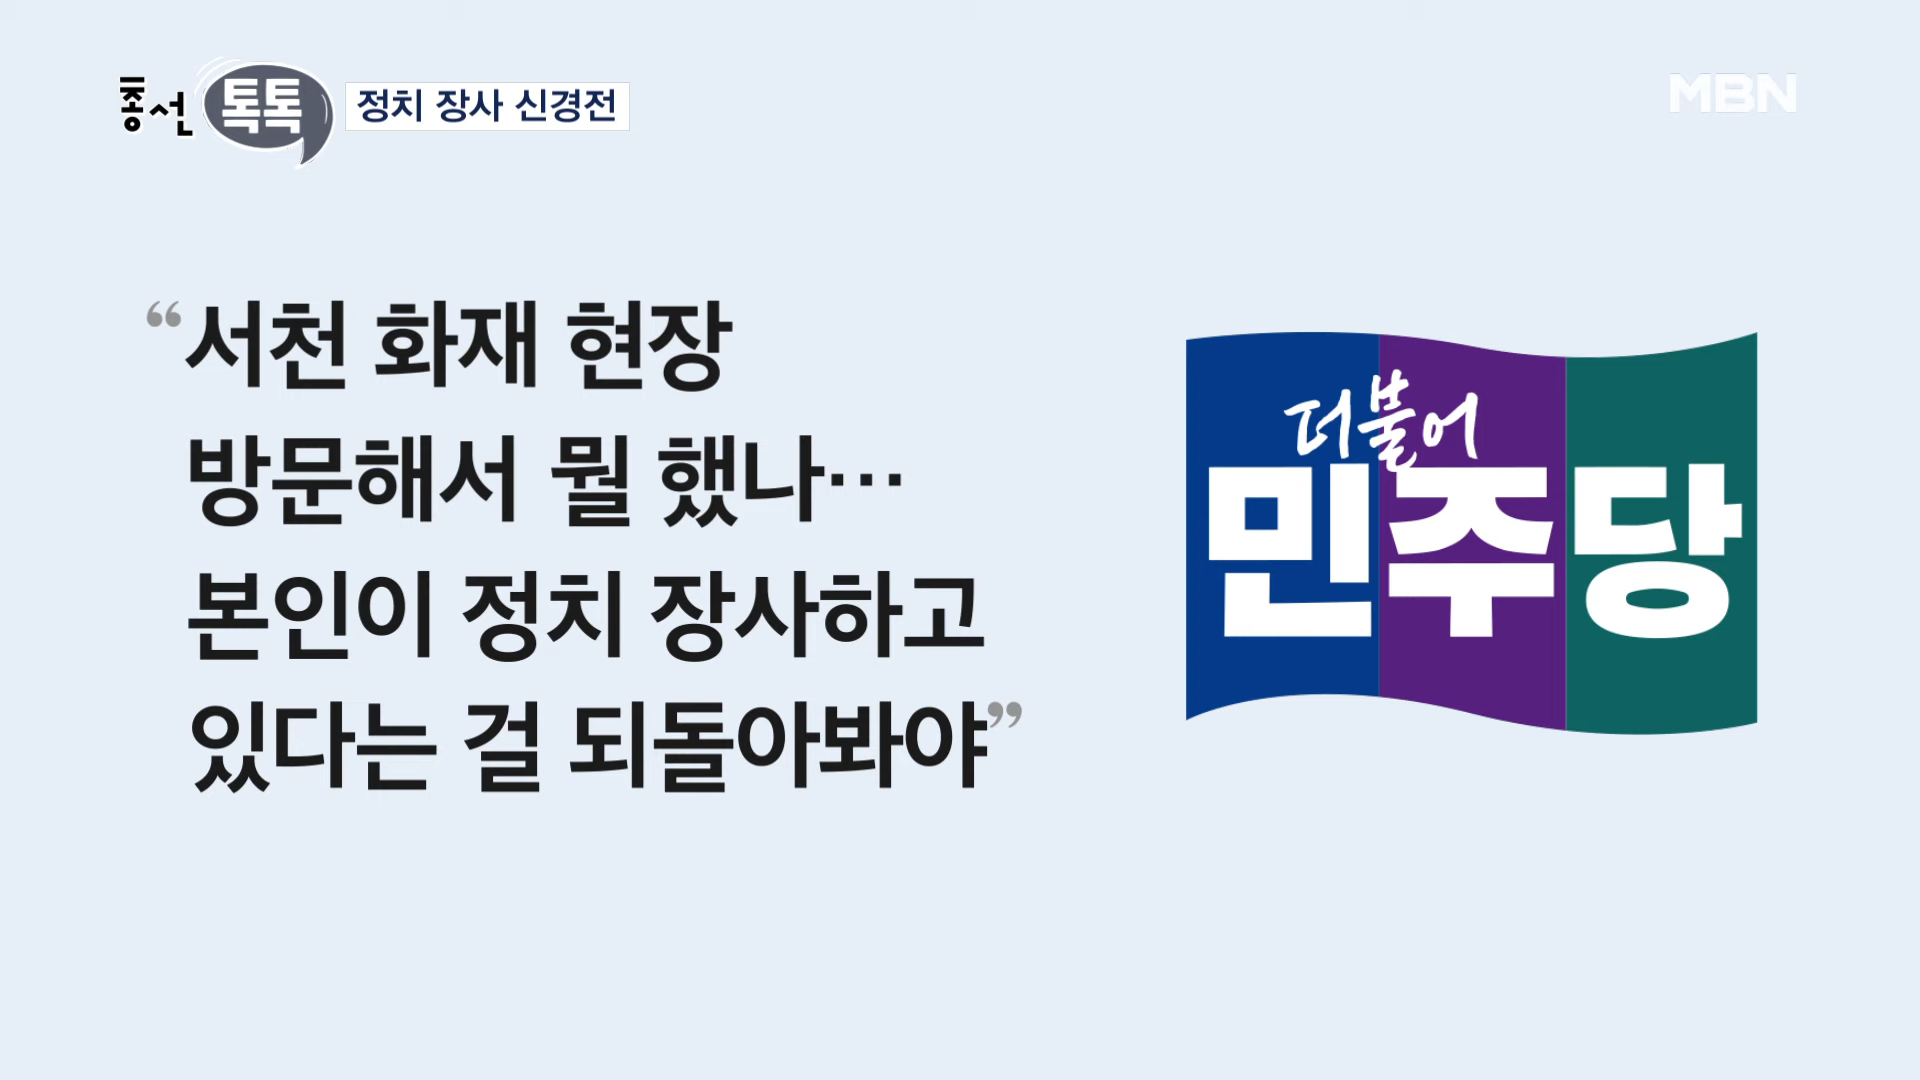 총선 톡톡 정치 장사 신경전
MBN
“서천 화재 현장
방문해서 뭘 했나…
본인이 정치 장사하고
있다는 걸 되돌아봐야”
더불어
민주당